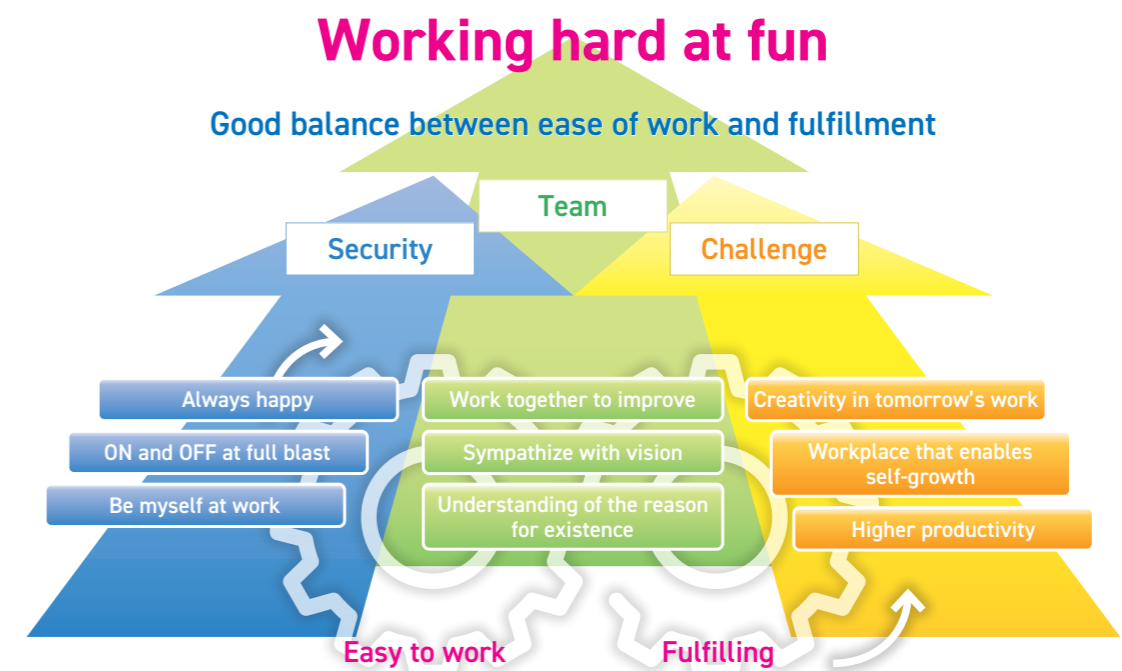 Working hard at fun
Good balance between ease of work and fulfillment
Team
Security
Challenge
Always happy
ON and OFF at full blast
Be myself at work
Work together to improve
Sympathize with vision
Understanding of the reason
for existence
Creativity in tomorrow's work
Workplace that enables
self-growth
Higher productivity
Easy to work
Fulfilling